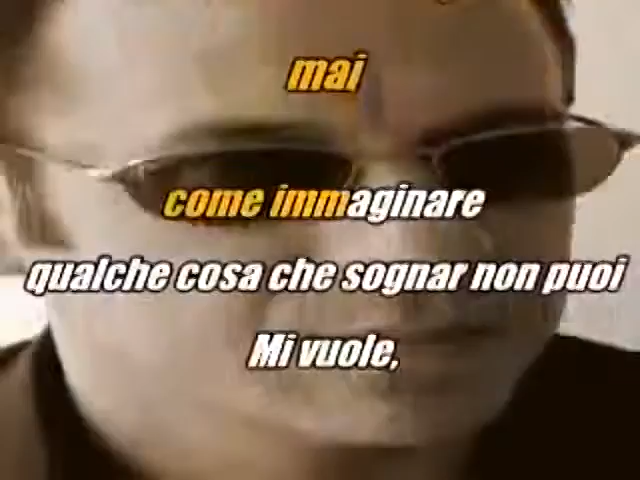 mai
come immaginare
qualche cosa che sognar non puoi
Mi vuole,